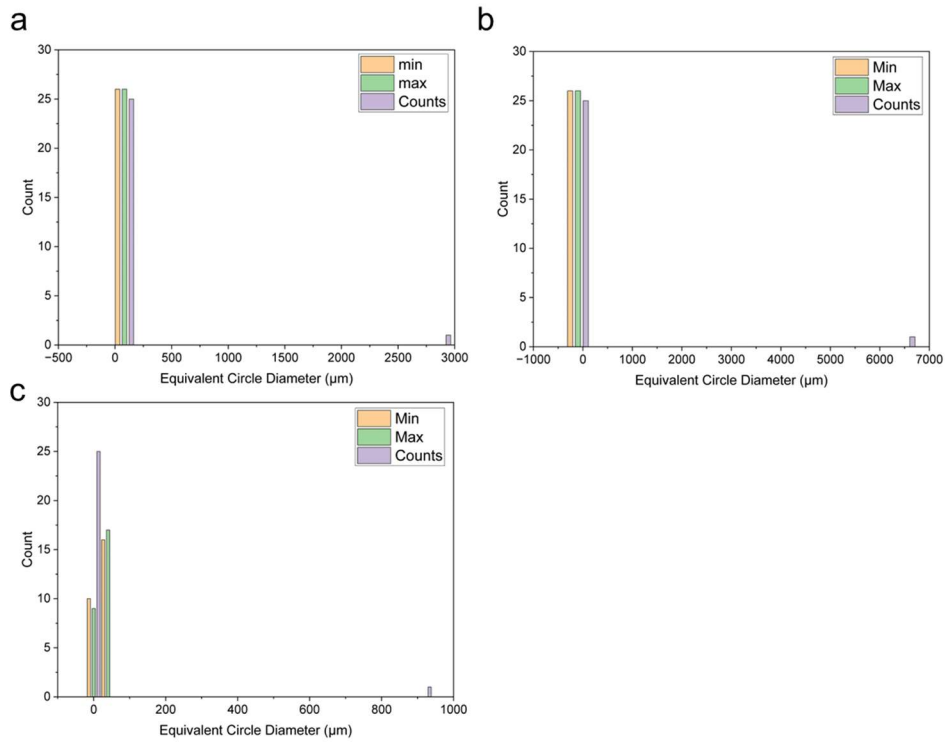 a
30
25
20
15
10
5
0
Count
min
max
Counts
−500 0 500 1000 1500 2000 2500 3000
Equivalent Circle Diameter (μm)
b
30
25
20
15
10
5
0
Count
Min
Max
Counts
−1000 0 1000 2000 3000 4000 5000 6000 7000
Equivalent Circle Diameter (μm)
c
30
25
20
15
10
5
0
Count
Min
Max
Counts
0 200 400 600 800 1000
Equivalent Circle Diameter (μm)